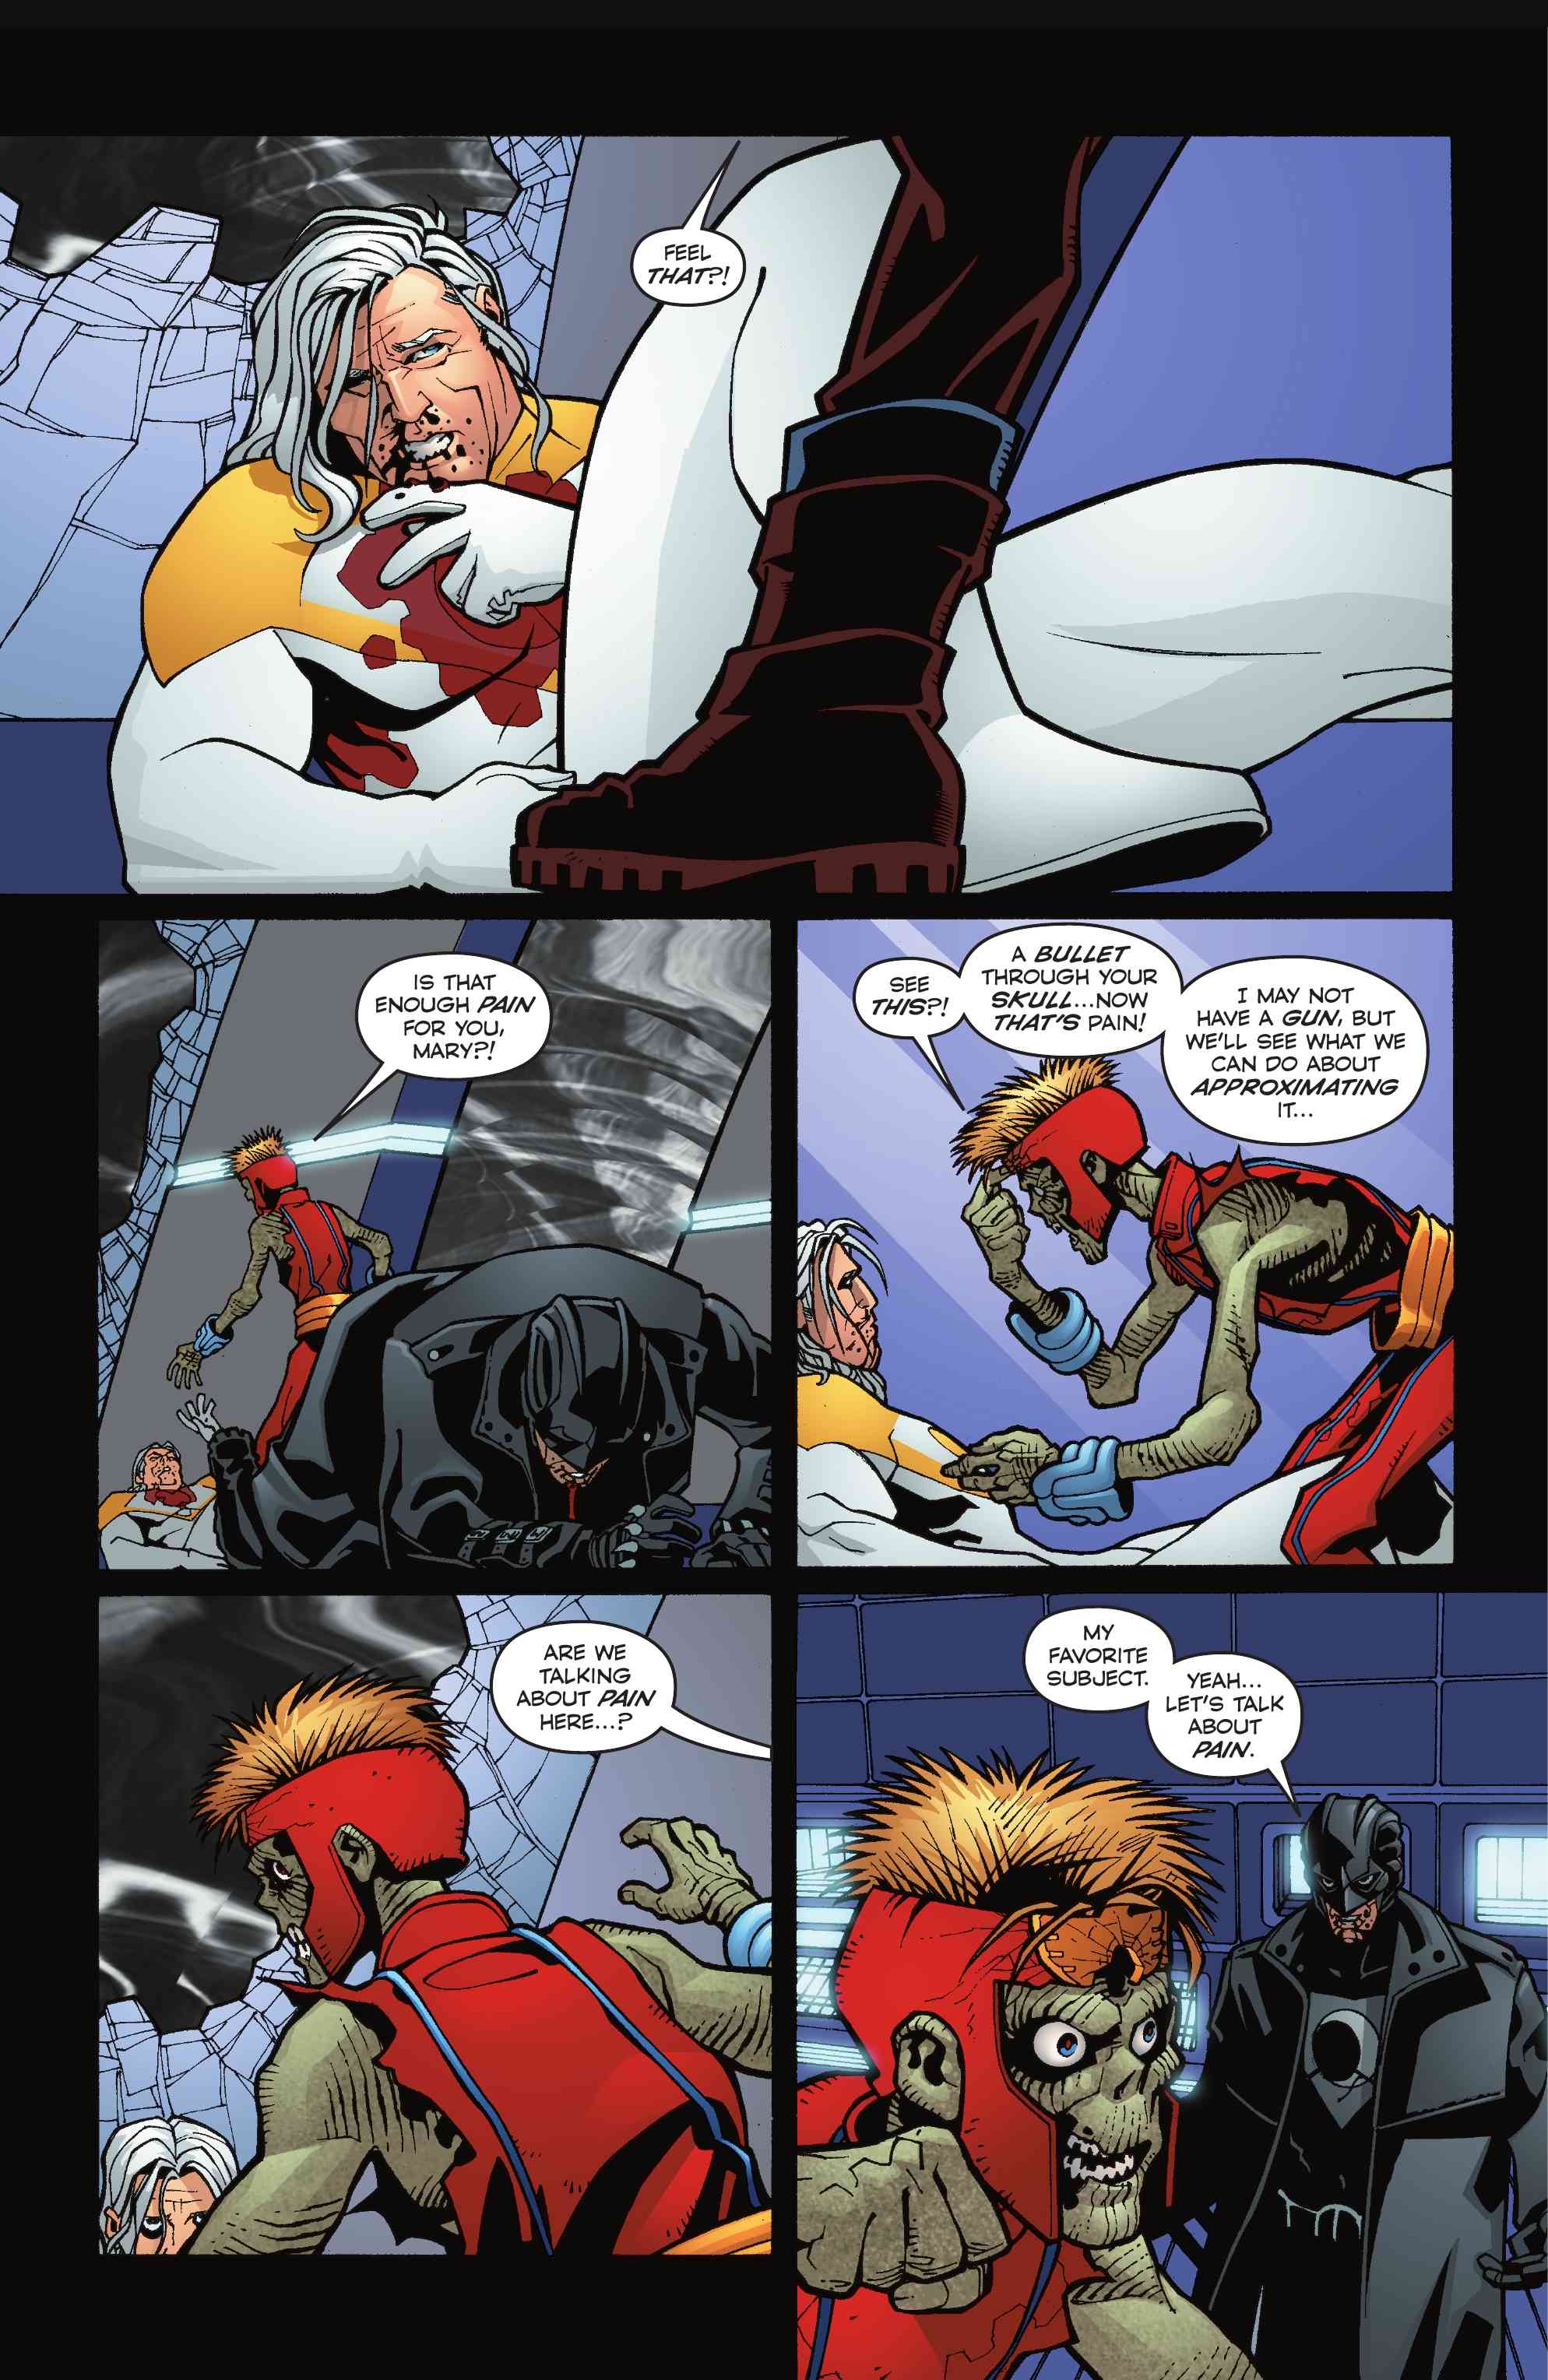 FEEL
THAT?!
IS THAT
ENOUGH PAIN
FOR YOU,
MARY?!
SEE
THIS?!
A BULLET
THROUGH YOUR
SKULL...NOW
THAT'S PAIN!
I MAY NOT
HAVE A GUN, BUT
WE'LL SEE WHAT WE
CAN DO ABOUT
APPROXIMATING
IT...
ARE WE
TALKING
ABOUT PAIN
HERE...?
MY
FAVORITE
SUBJECT.
YEAH...
LET'S TALK
ABOUT
PAIN.